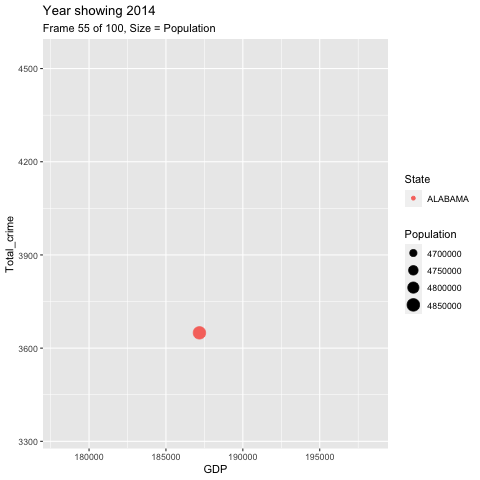 Year showing 2014
Frame 55 of 100, Size = Population
4500
4200
3900
3600
3300
Total_crime
180000
185000
190000
195000
GDP
State
ALABAMA
Population
4700000
4750000
4800000
4850000